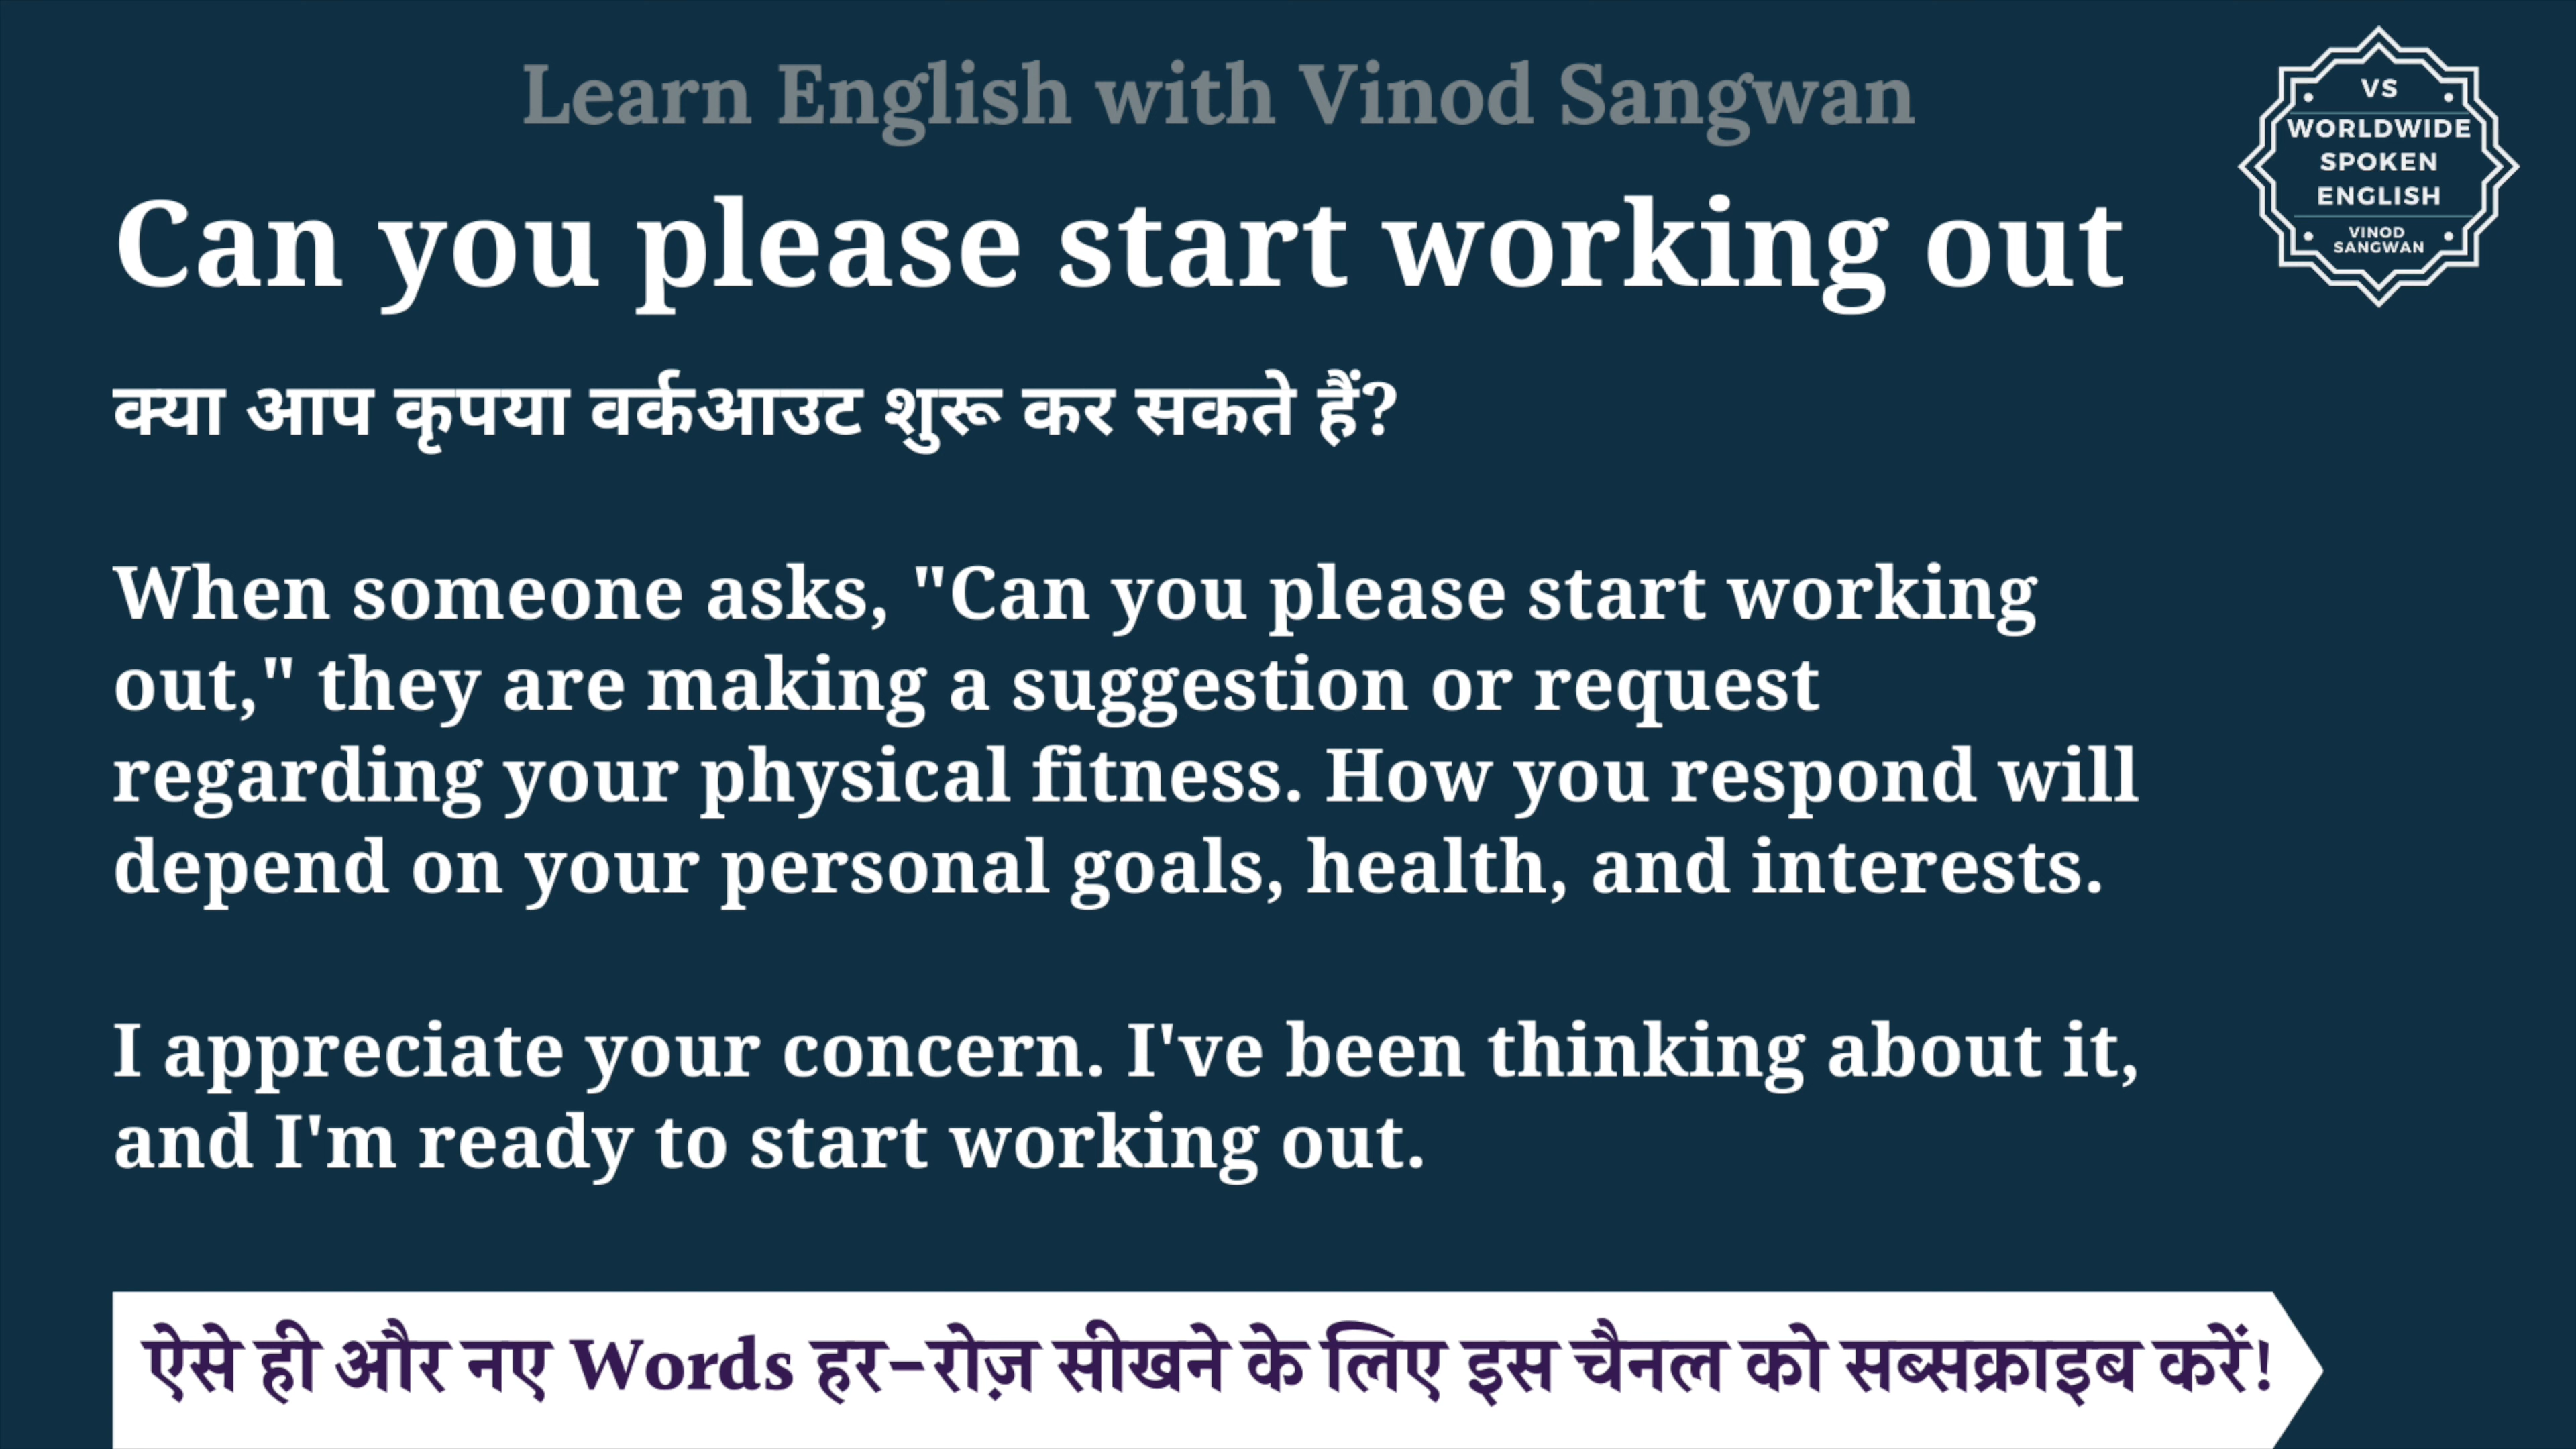 Learn English with Vinod Sangwan
VS
WORLDWIDE
SPOKEN
ENGLISH
VINOD
SANGWAN
Can you please start working out
क्या आप कृपया वर्कआउट शुरू कर सकते हैं?
When someone asks, "Can you please start working
out," they are making a suggestion or request
regarding your physical fitness. How you respond will
depend on your personal goals, health, and interests.
I appreciate your concern. I've been thinking about it,
and I'm ready to start working out.
ऐसे ही और नए Words हर-रोज़ सीखने के लिए इस चैनल को सब्सक्राइब करें!